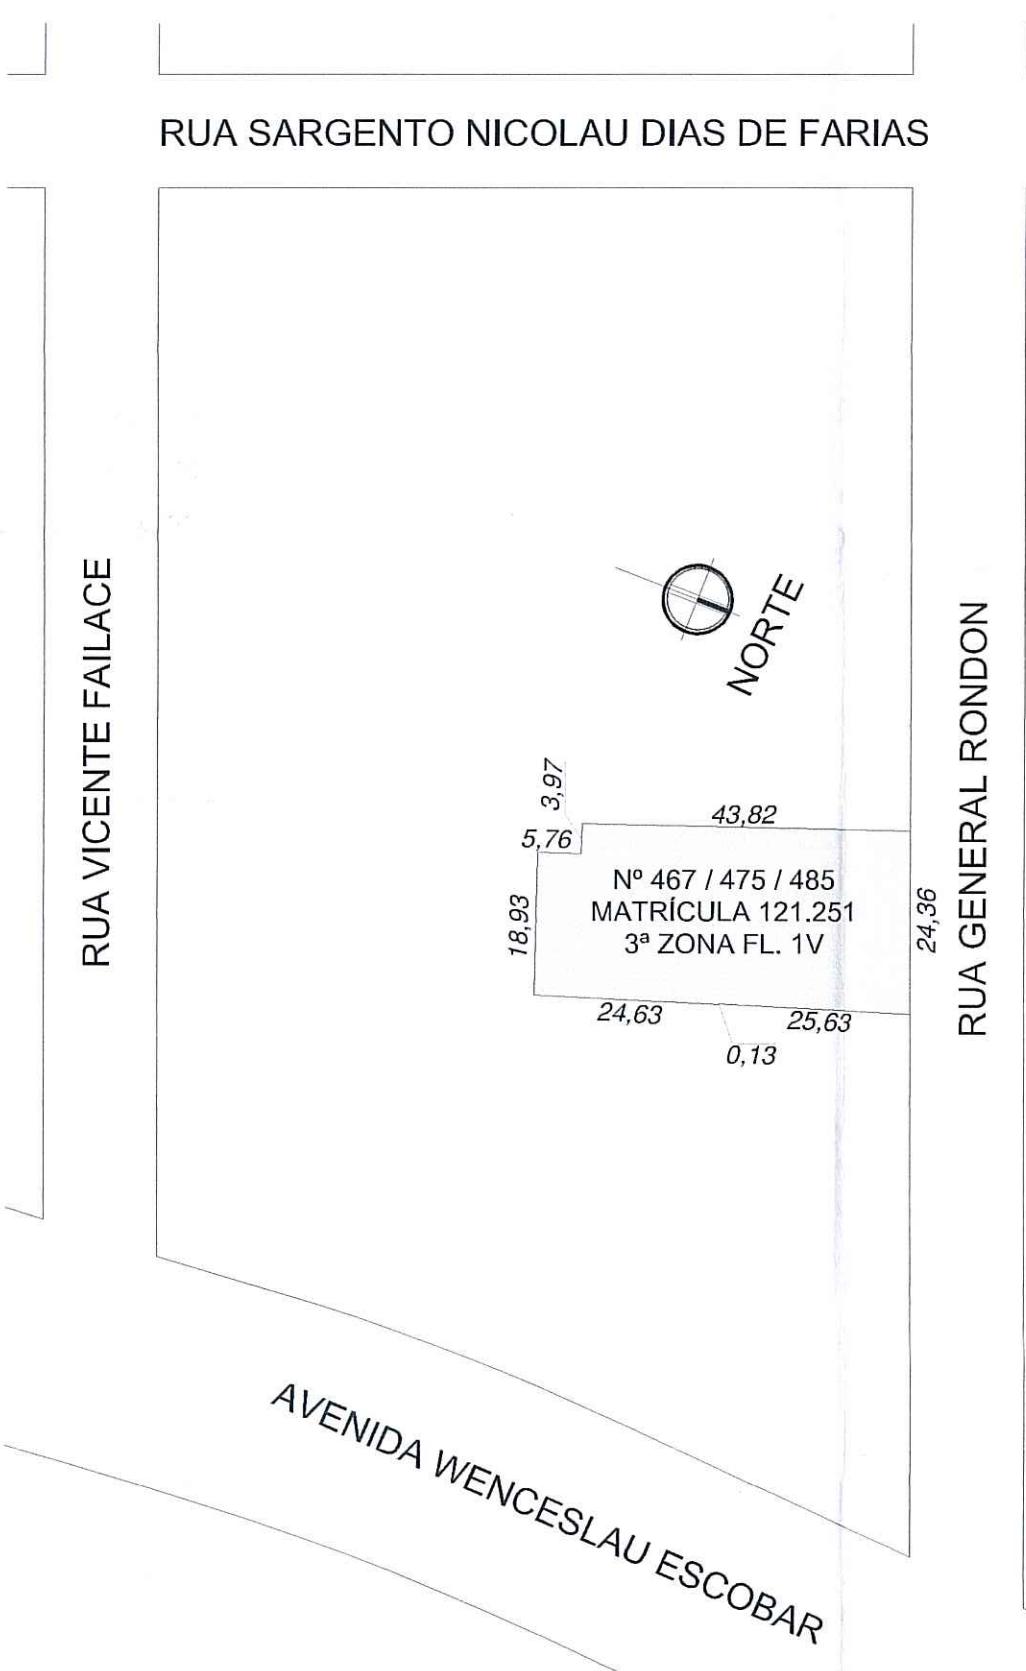 RUA SARGENTO NICOLAU DIAS DE FARIAS
RUA VICENTE FAILACE
NORTE
RUA GENERAL RONDON
3,97
43,82
5,76
Nº 467 / 475 / 485
MATRÍCULA 121.251
3ª ZONA FL. 1V
18,93
24,36
24,63
25,63
0,13
AVENIDA WENCESLAU ESCOBAR